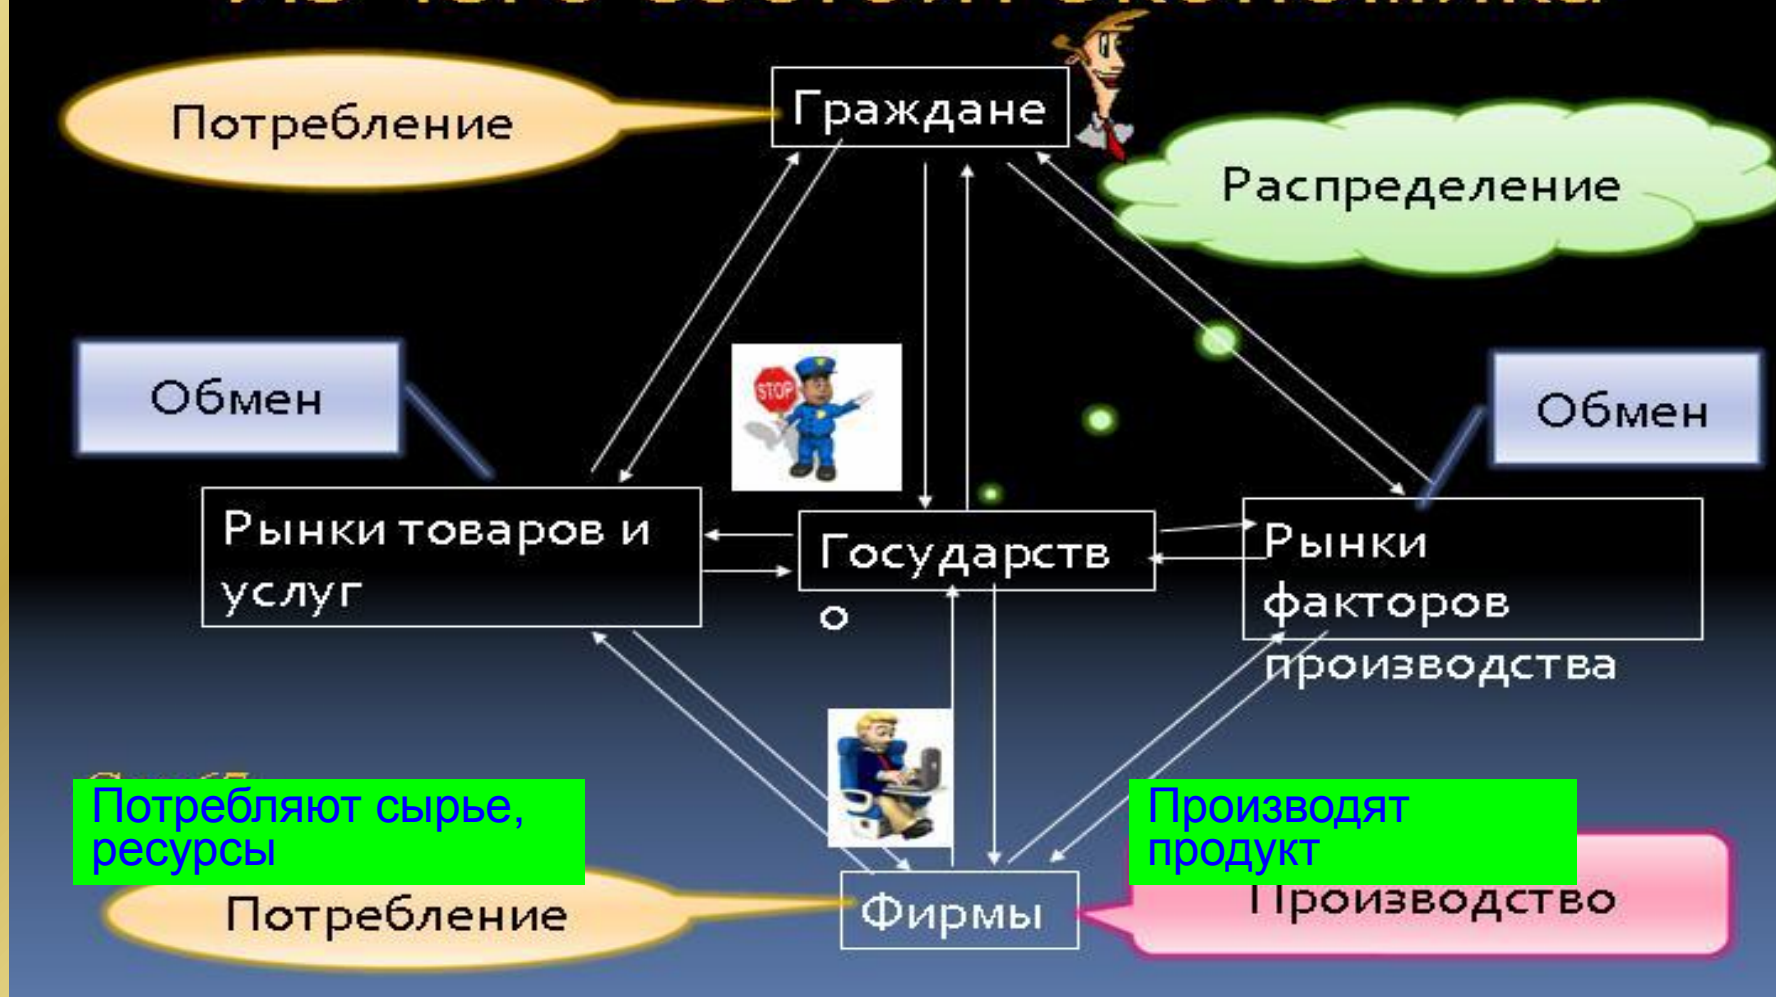 Граждане
Потребление
Распределение
STOP
Обмен
Обмен
Рынки товаров и
услуг
Государств
о
Рынки
факторов
производства
Потребляют сырье,
ресурсы
Производят
продукт
Потребление
Фирмы
Производство